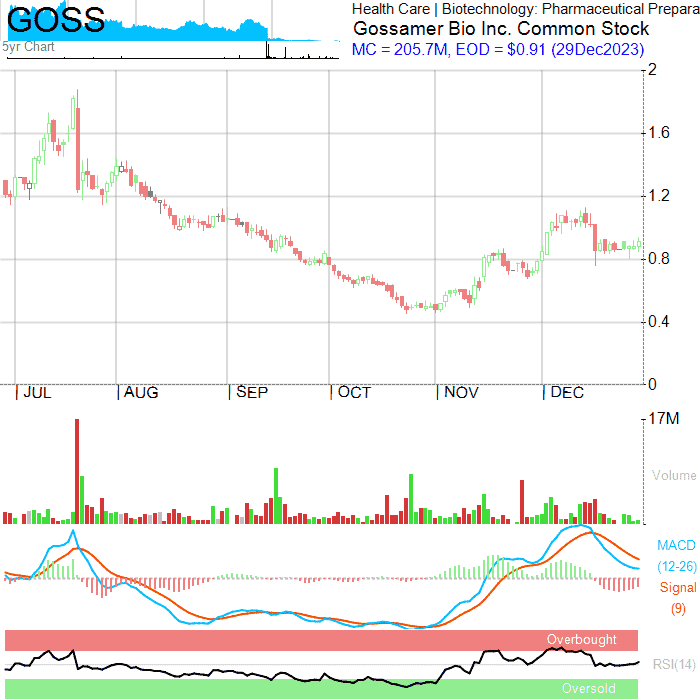 GOSS
5yr Chart
Health Care | Biotechnology: Pharmaceutical Prepara
Gossamer Bio Inc. Common Stock
MC = 205.7M, EOD = $0.91 (29Dec2023)
2
1.6
1.2
0.8
0.4
0
JUL AUG SEP OCT NOV DEC
17M
Volume
MACD
(12-26)
Signal
(9)
Overbought
RSI(14)
Oversold